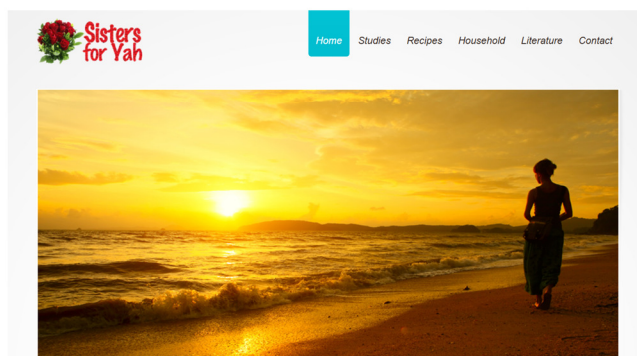 Sisters
for Yah
Home Studies Recipes Household Literature Contact